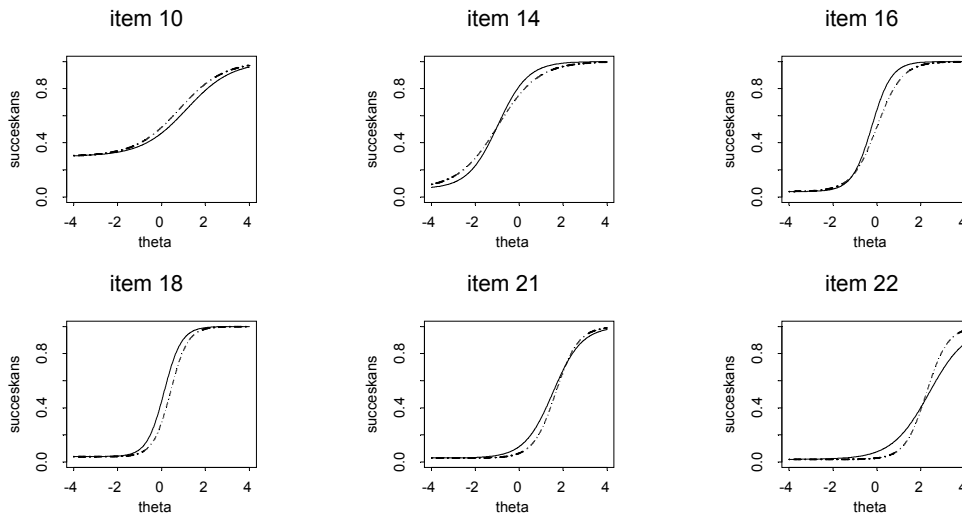 item 10
item 14
item 16
succeskans
0.0 0.4 0.8
-4 -2 0 2 4
theta
succeskans
0.0 0.4 0.8
-4 -2 0 2 4
theta
succeskans
0.0 0.4 0.8
-4 -2 0 2 4
theta
item 18
item 21
item 22
succeskans
0.0 0.4 0.8
-4 -2 0 2 4
theta
succeskans
0.0 0.4 0.8
-4 -2 0 2 4
theta
succeskans
0.0 0.4 0.8
-4 -2 0 2 4
theta